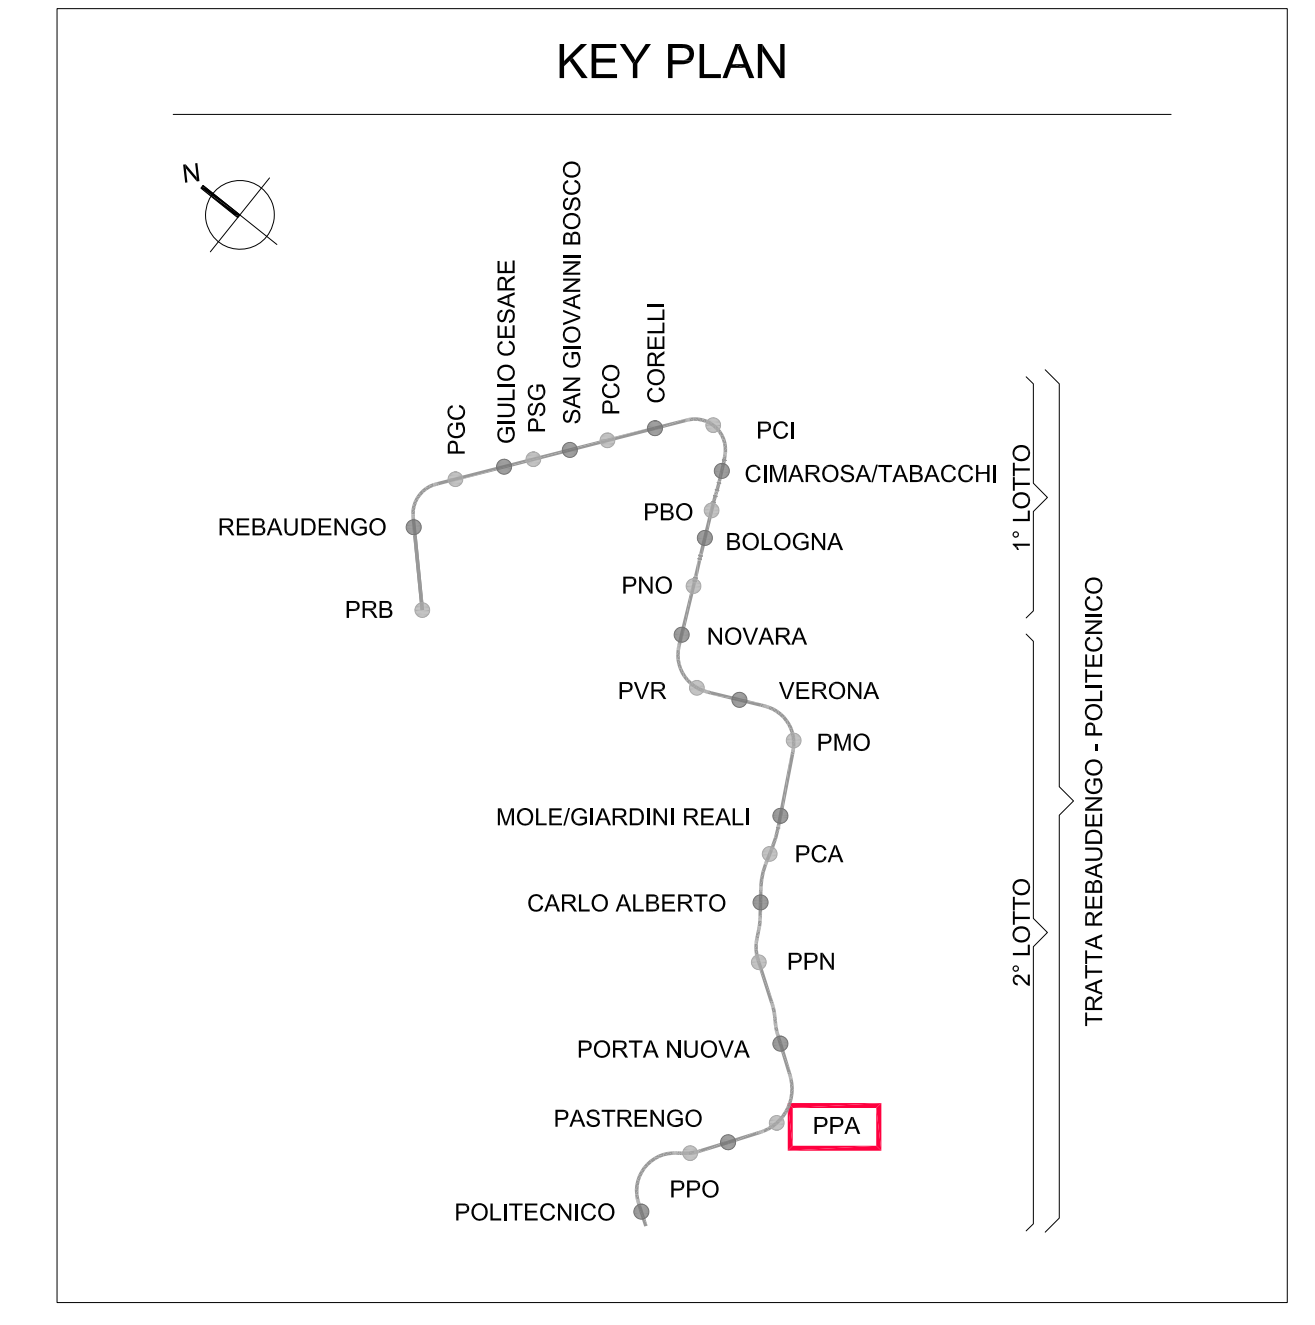 KEY PLAN
N
PGC
GIULIO CESARE
PSG
SAN GIOVANNI BOSCO
PCO
CORELLI
PCI
CIMAROSA/TABACCHI
REBAUDENGO
PBO
BOLOGNA
PNO
PRB
NOVARA
PVR
VERONA
PMO
MOLE/GIARDINI REALI
PCA
CARLO ALBERTO
PPN
PORTA NUOVA
PASTRENGO
PPA
PPO
POLITECNICO
1° LOTTO
2° LOTTO
TRATTA REBAUDENGO - POLITECNICO